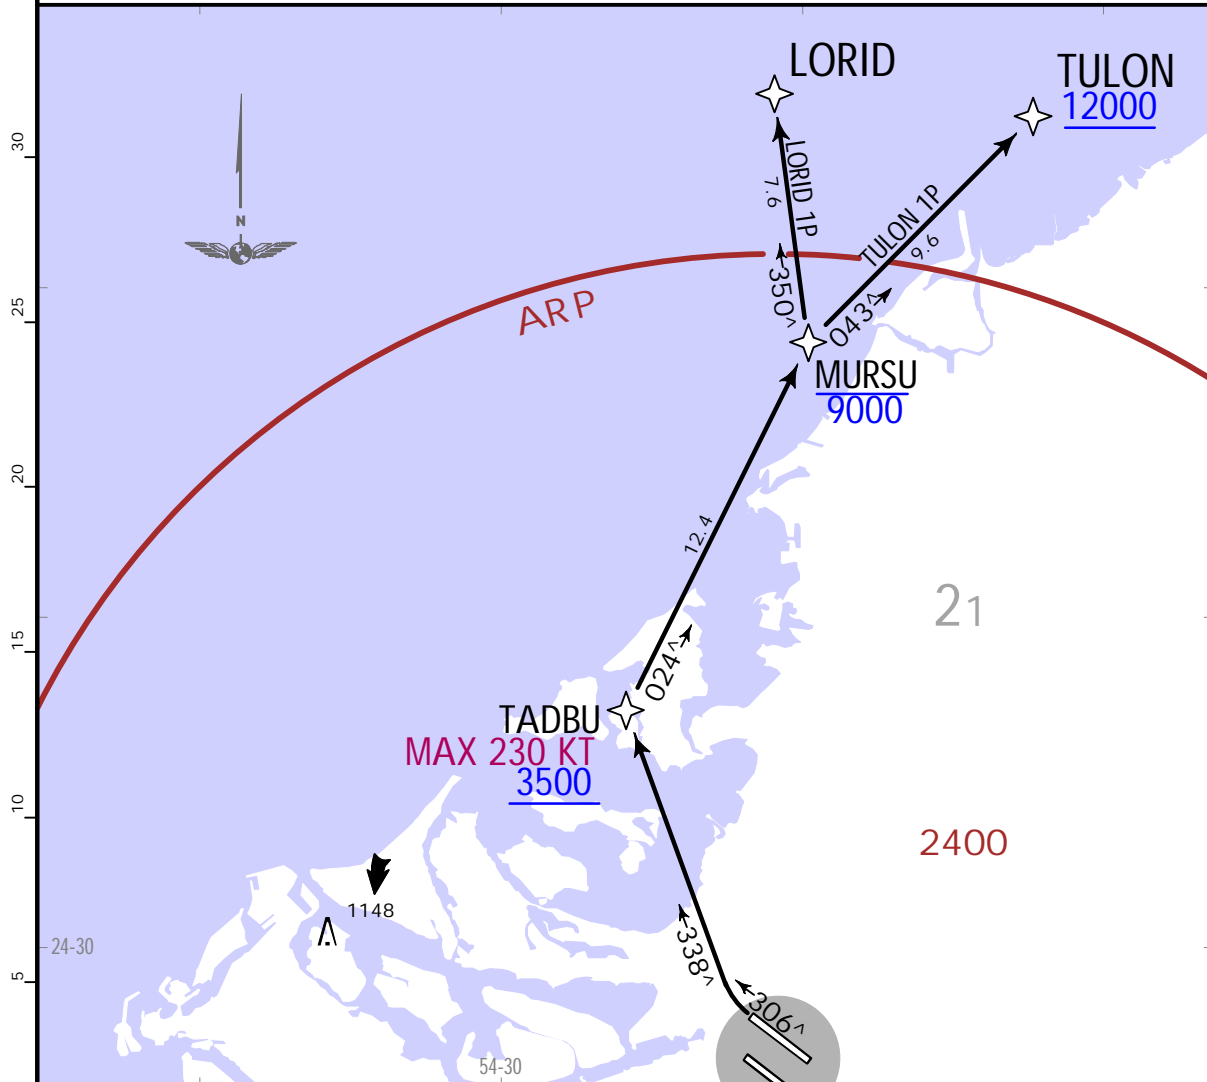 LORID
TULON
12000
30
LORID 1P
7.6
TULON 1P
9.6
N
350^
043^
ARP
25
MURSU
9000
20
12.4
21
15
024^
TADBU
MAX 230 KT
3500
10
2400
1148
338^
24-30
5
306^
54-30